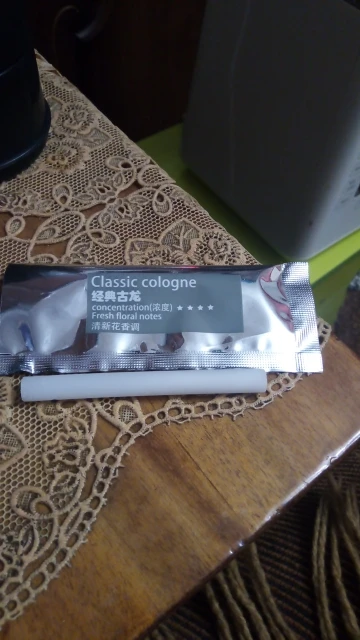 Classic cologne
经典古龙
concentration(浓度) ★ ★ ★ ★
Fresh floral notes
清新花香调